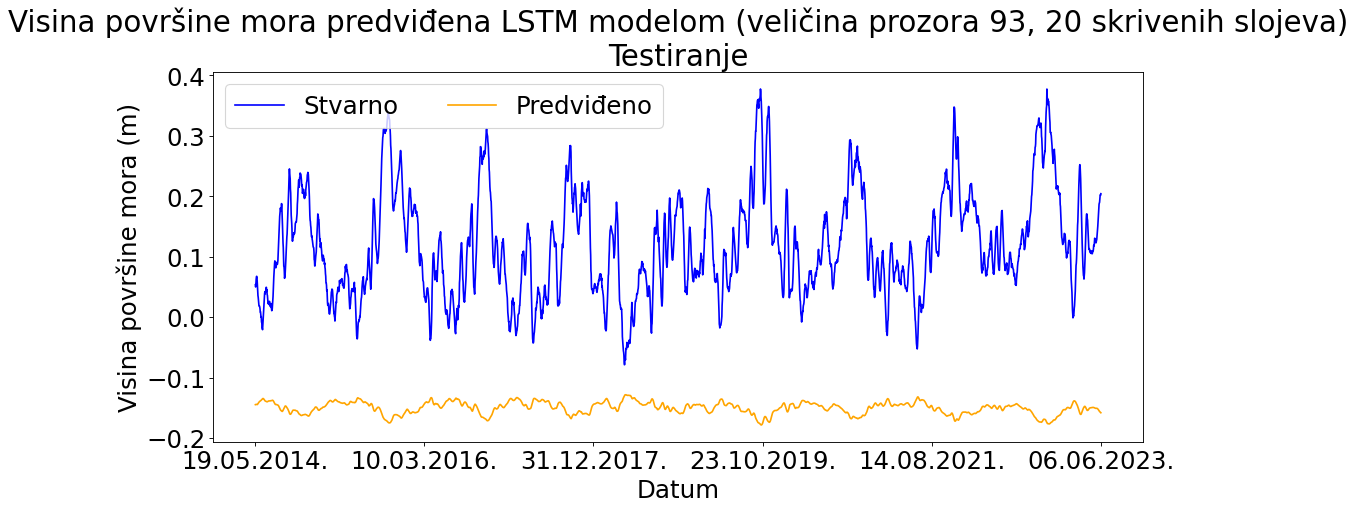 Visina površine mora predviđena LSTM modelom (veličina prozora 93, 20 skrivenih slojeva)
Testiranje
Stvarno Predviđeno
Visina površine mora (m)
0.4
0.3
0.2
0.1
0.0
−0.1
−0.2
19.05.2014. 10.03.2016. 31.12.2017. 23.10.2019. 14.08.2021. 06.06.2023.
Datum